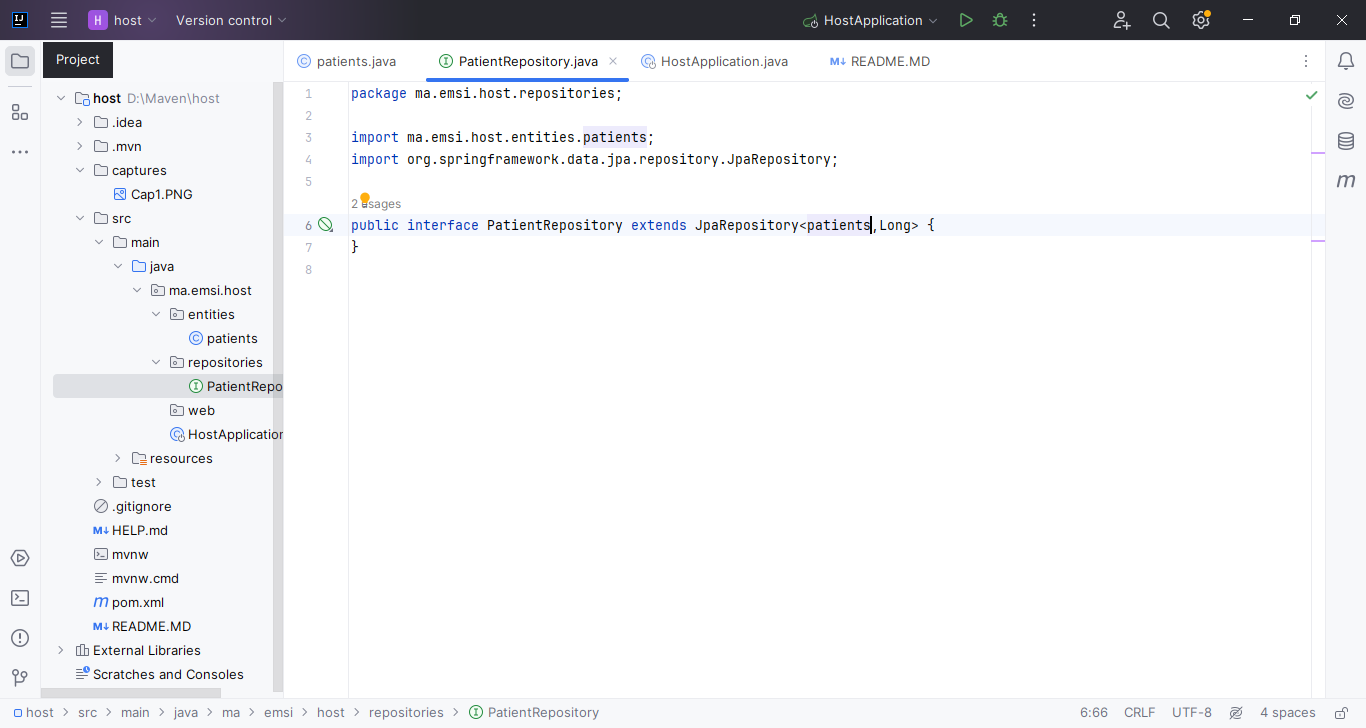 H host Version control HostApplication
Project
patients.java PatientRepository.java HostApplication.java M↓ README.MD
host D:\Maven\host
.idea
.mvn
captures
Cap1.PNG
src
main
java
ma.emsi.host
entities
patients
repositories
PatientRepo
web
HostApplication
resources
test
.gitignore
M↓ HELP.md
mvnw
mvnw.cmd
m pom.xml
M↓ README.MD
External Libraries
Scratches and Consoles
1 package ma.emsi.host.repositories;
2
3 import ma.emsi.host.entities.patients;
4 import org.springframework.data.jpa.repository.JpaRepository;
5
2 usages
6 public interface PatientRepository extends JpaRepository<patients,Long> {
7 }
8
m
host > src > main > java > ma > emsi > host > repositories > PatientRepository 6:66 CRLF UTF-8 4 spaces